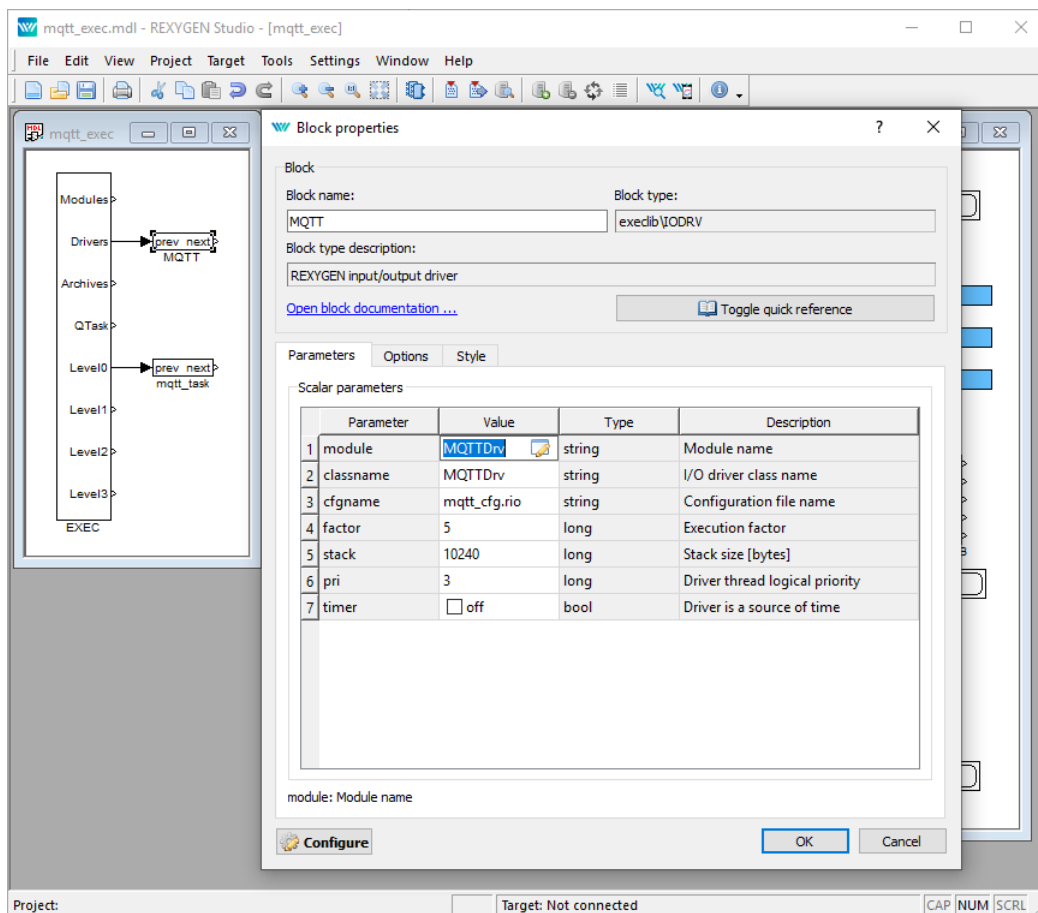 mqtt_exec.mdl - REXYGEN Studio - [mqtt_exec]
File Edit View Project Target Tools Settings Window Help
mqtt_exec
Modules
Drivers
prev next
MQTT
Archives
QTask
Level0
prev next
mqtt_task
Level1
Level2
Level3
EXEC
Block properties
?
Block
Block name:
Block type:
MQTT
execlib\IODRV
Block type description:
REXYGEN input/output driver
Open block documentation ...
Toggle quick reference
Parameters Options Style
Scalar parameters
Parameter Value Type Description
1 module MQTTDrv string Module name
2 classname MQTTDrv string I/O driver class name
3 cfgname mqtt_cfg.rio string Configuration file name
4 factor 5 long Execution factor
5 stack 10240 long Stack size [bytes]
6 pri 3 long Driver thread logical priority
7 timer off bool Driver is a source of time
module: Module name
Configure
OK
Cancel
Project:
Target: Not connected
CAP NUM SCRL